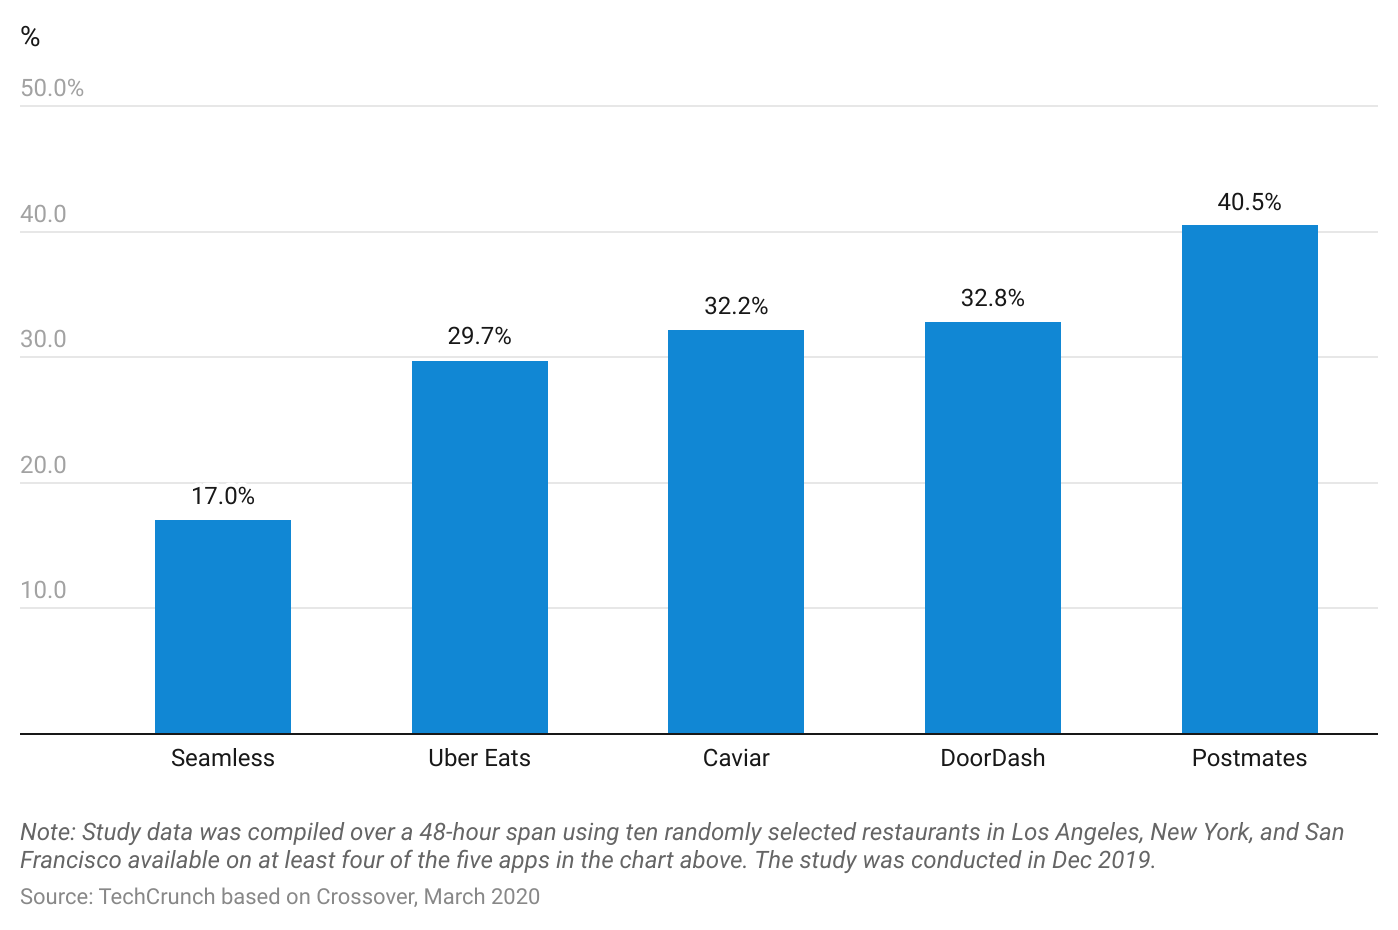 %
50.0%
40.5%
40.0
32.8%
32.2%
30.0
29.7%
20.0
17.0%
10.0
Seamless Uber Eats Caviar DoorDash Postmates
Note: Study data was compiled over a 48-hour span using ten randomly selected restaurants in Los Angeles, New York, and San
Francisco available on at least four of the five apps in the chart above. The study was conducted in Dec 2019.
Source: TechCrunch based on Crossover, March 2020